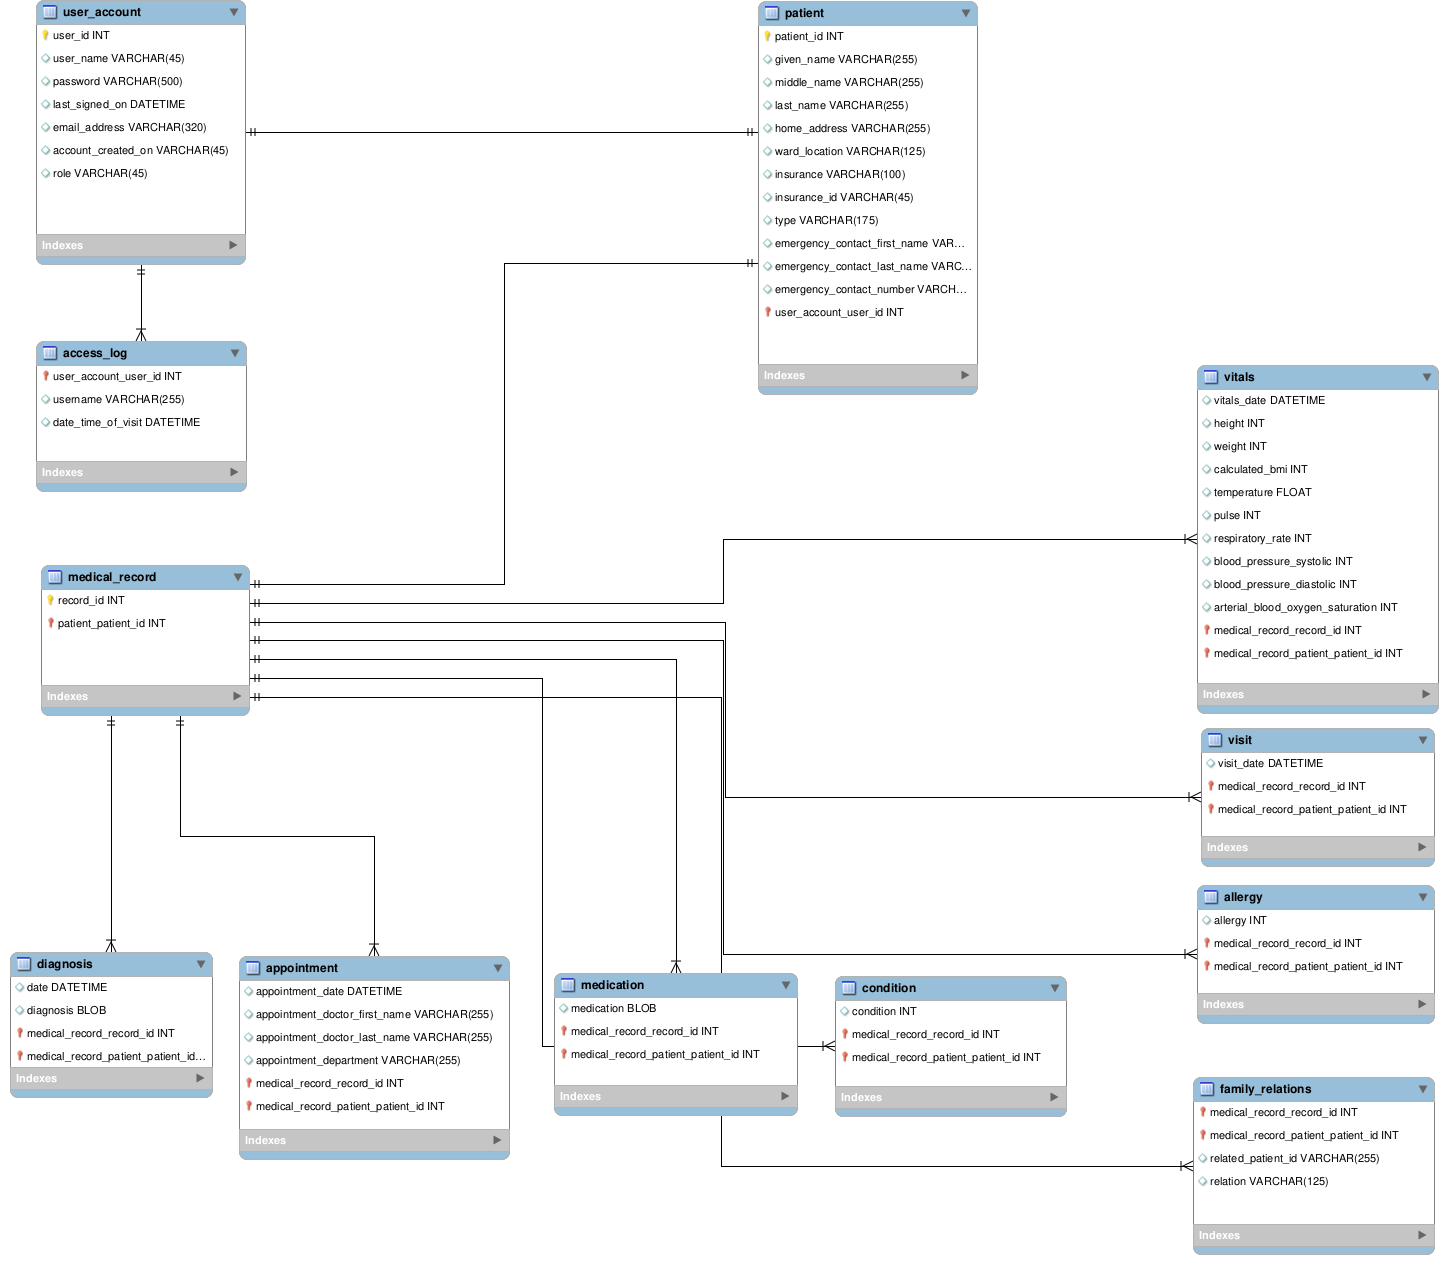 user_account
user_id INT
user_name VARCHAR(45)
password VARCHAR(500)
last_signed_on DATETIME
email_address VARCHAR(320)
account_created_on VARCHAR(45)
role VARCHAR(45)
Indexes
patient
patient_id INT
given_name VARCHAR(255)
middle_name VARCHAR(255)
last_name VARCHAR(255)
home_address VARCHAR(255)
ward_location VARCHAR(125)
insurance VARCHAR(100)
insurance_id VARCHAR(45)
type VARCHAR(175)
emergency_contact_first_name VAR...
emergency_contact_last_name VARC...
emergency_contact_number VARCH...
user_account_user_id INT
Indexes
access_log
user_account_user_id INT
username VARCHAR(255)
date_time_of_visit DATETIME
Indexes
vitals
vitals_date DATETIME
height INT
weight INT
calculated_bmi INT
temperature FLOAT
pulse INT
respiratory_rate INT
blood_pressure_systolic INT
blood_pressure_diastolic INT
arterial_blood_oxygen_saturation INT
medical_record_record_id INT
medical_record_patient_patient_id INT
Indexes
medical_record
record_id INT
patient_patient_id INT
Indexes
visit
visit_date DATETIME
medical_record_record_id INT
medical_record_patient_patient_id INT
Indexes
allergy
allergy INT
medical_record_record_id INT
medical_record_patient_patient_id INT
Indexes
diagnosis
date DATETIME
diagnosis BLOB
medical_record_record_id INT
medical_record_patient_patient_id...
Indexes
appointment
appointment_date DATETIME
appointment_doctor_first_name VARCHAR(255)
appointment_doctor_last_name VARCHAR(255)
appointment_department VARCHAR(255)
medical_record_record_id INT
medical_record_patient_patient_id INT
Indexes
medication
medication BLOB
medical_record_record_id INT
medical_record_patient_patient_id INT
Indexes
condition
condition INT
medical_record_record_id INT
medical_record_patient_patient_id INT
Indexes
family_relations
medical_record_record_id INT
medical_record_patient_patient_id INT
related_patient_id VARCHAR(255)
relation VARCHAR(125)
Indexes